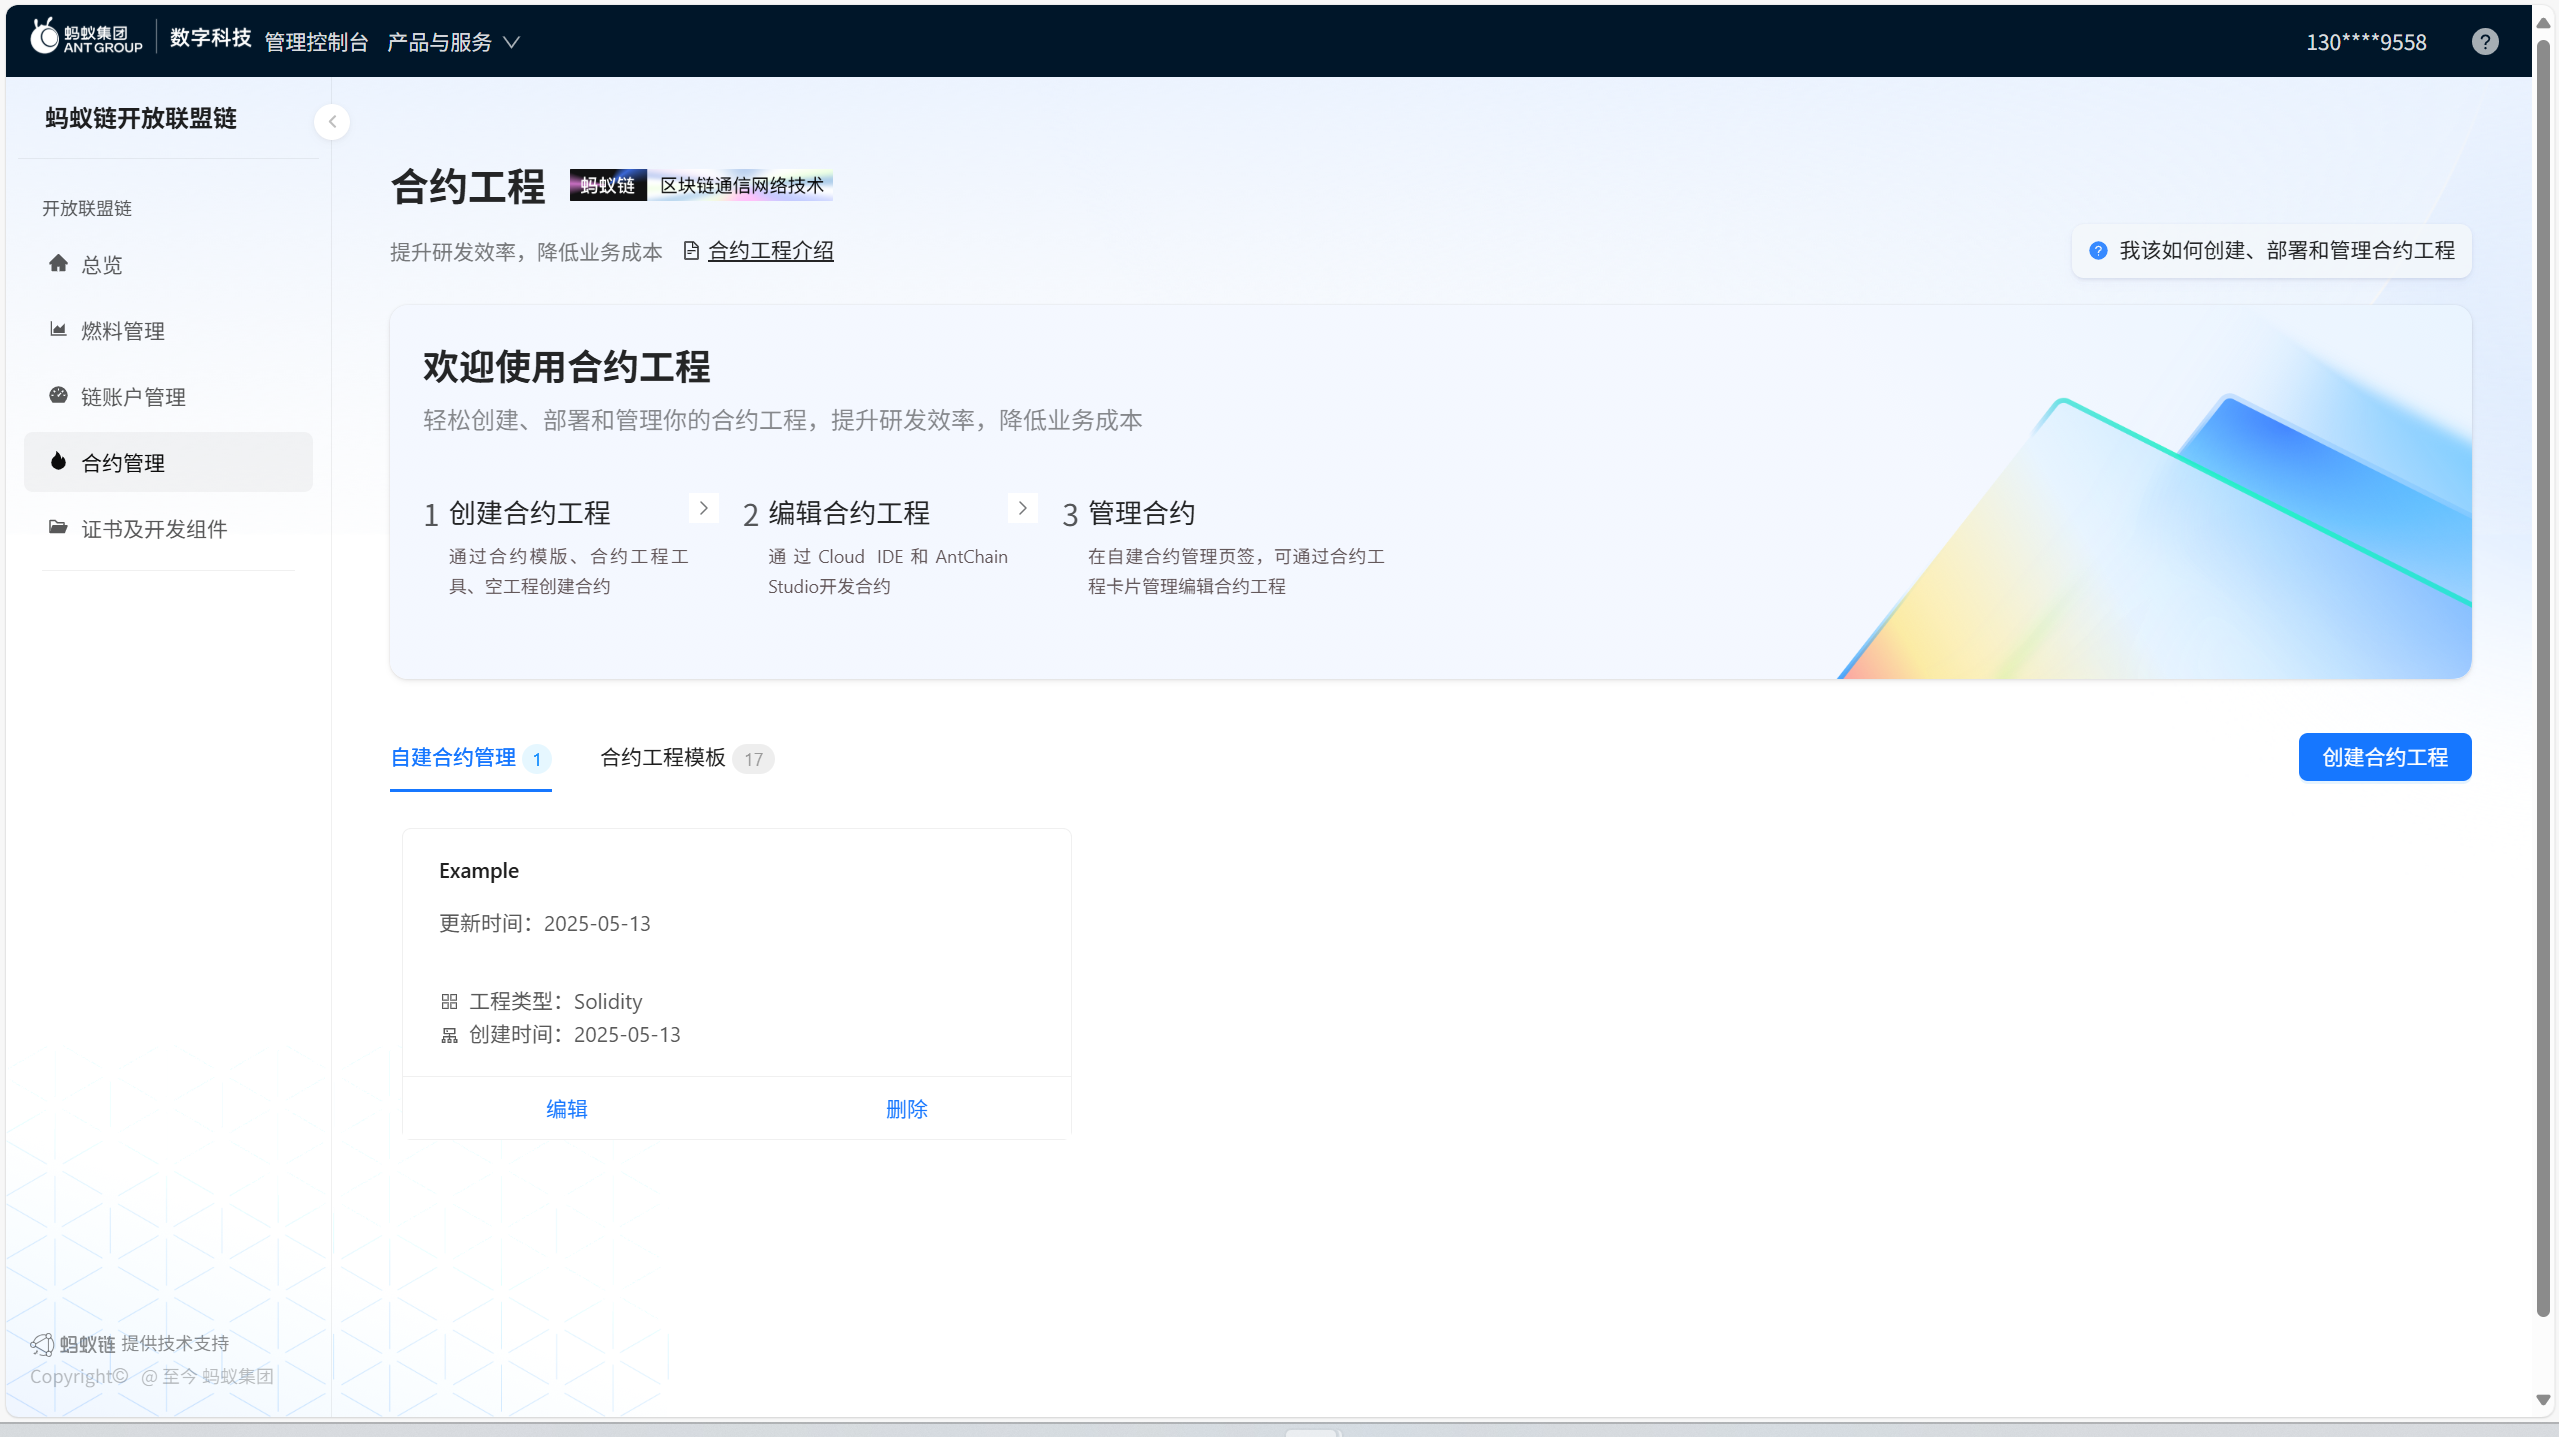 蚂蚁集团
ANT GROUP
数字科技 管理控制台 产品与服务
130****9558
蚂蚁链开放联盟链
开放联盟链
总览
燃料管理
链账户管理
合约管理
证书及开发组件
合约工程 蚂蚁链 区块链通信网络技术
提升研发效率，降低业务成本 合约工程介绍
我该如何创建、部署和管理合约工程
欢迎使用合约工程
轻松创建、部署和管理你的合约工程，提升研发效率，降低业务成本
1 创建合约工程
通过合约模版、合约工程工
具、空工程创建合约
2 编辑合约工程
通过 Cloud IDE 和 AntChain
Studio开发合约
3 管理合约
在自建合约管理页签，可通过合约工
程卡片管理编辑合约工程
自建合约管理 1
合约工程模板 17
创建合约工程
Example
更新时间：2025-05-13
工程类型：Solidity
创建时间：2025-05-13
编辑
删除
蚂蚁链 提供技术支持
Copyright© @ 至今 蚂蚁集团